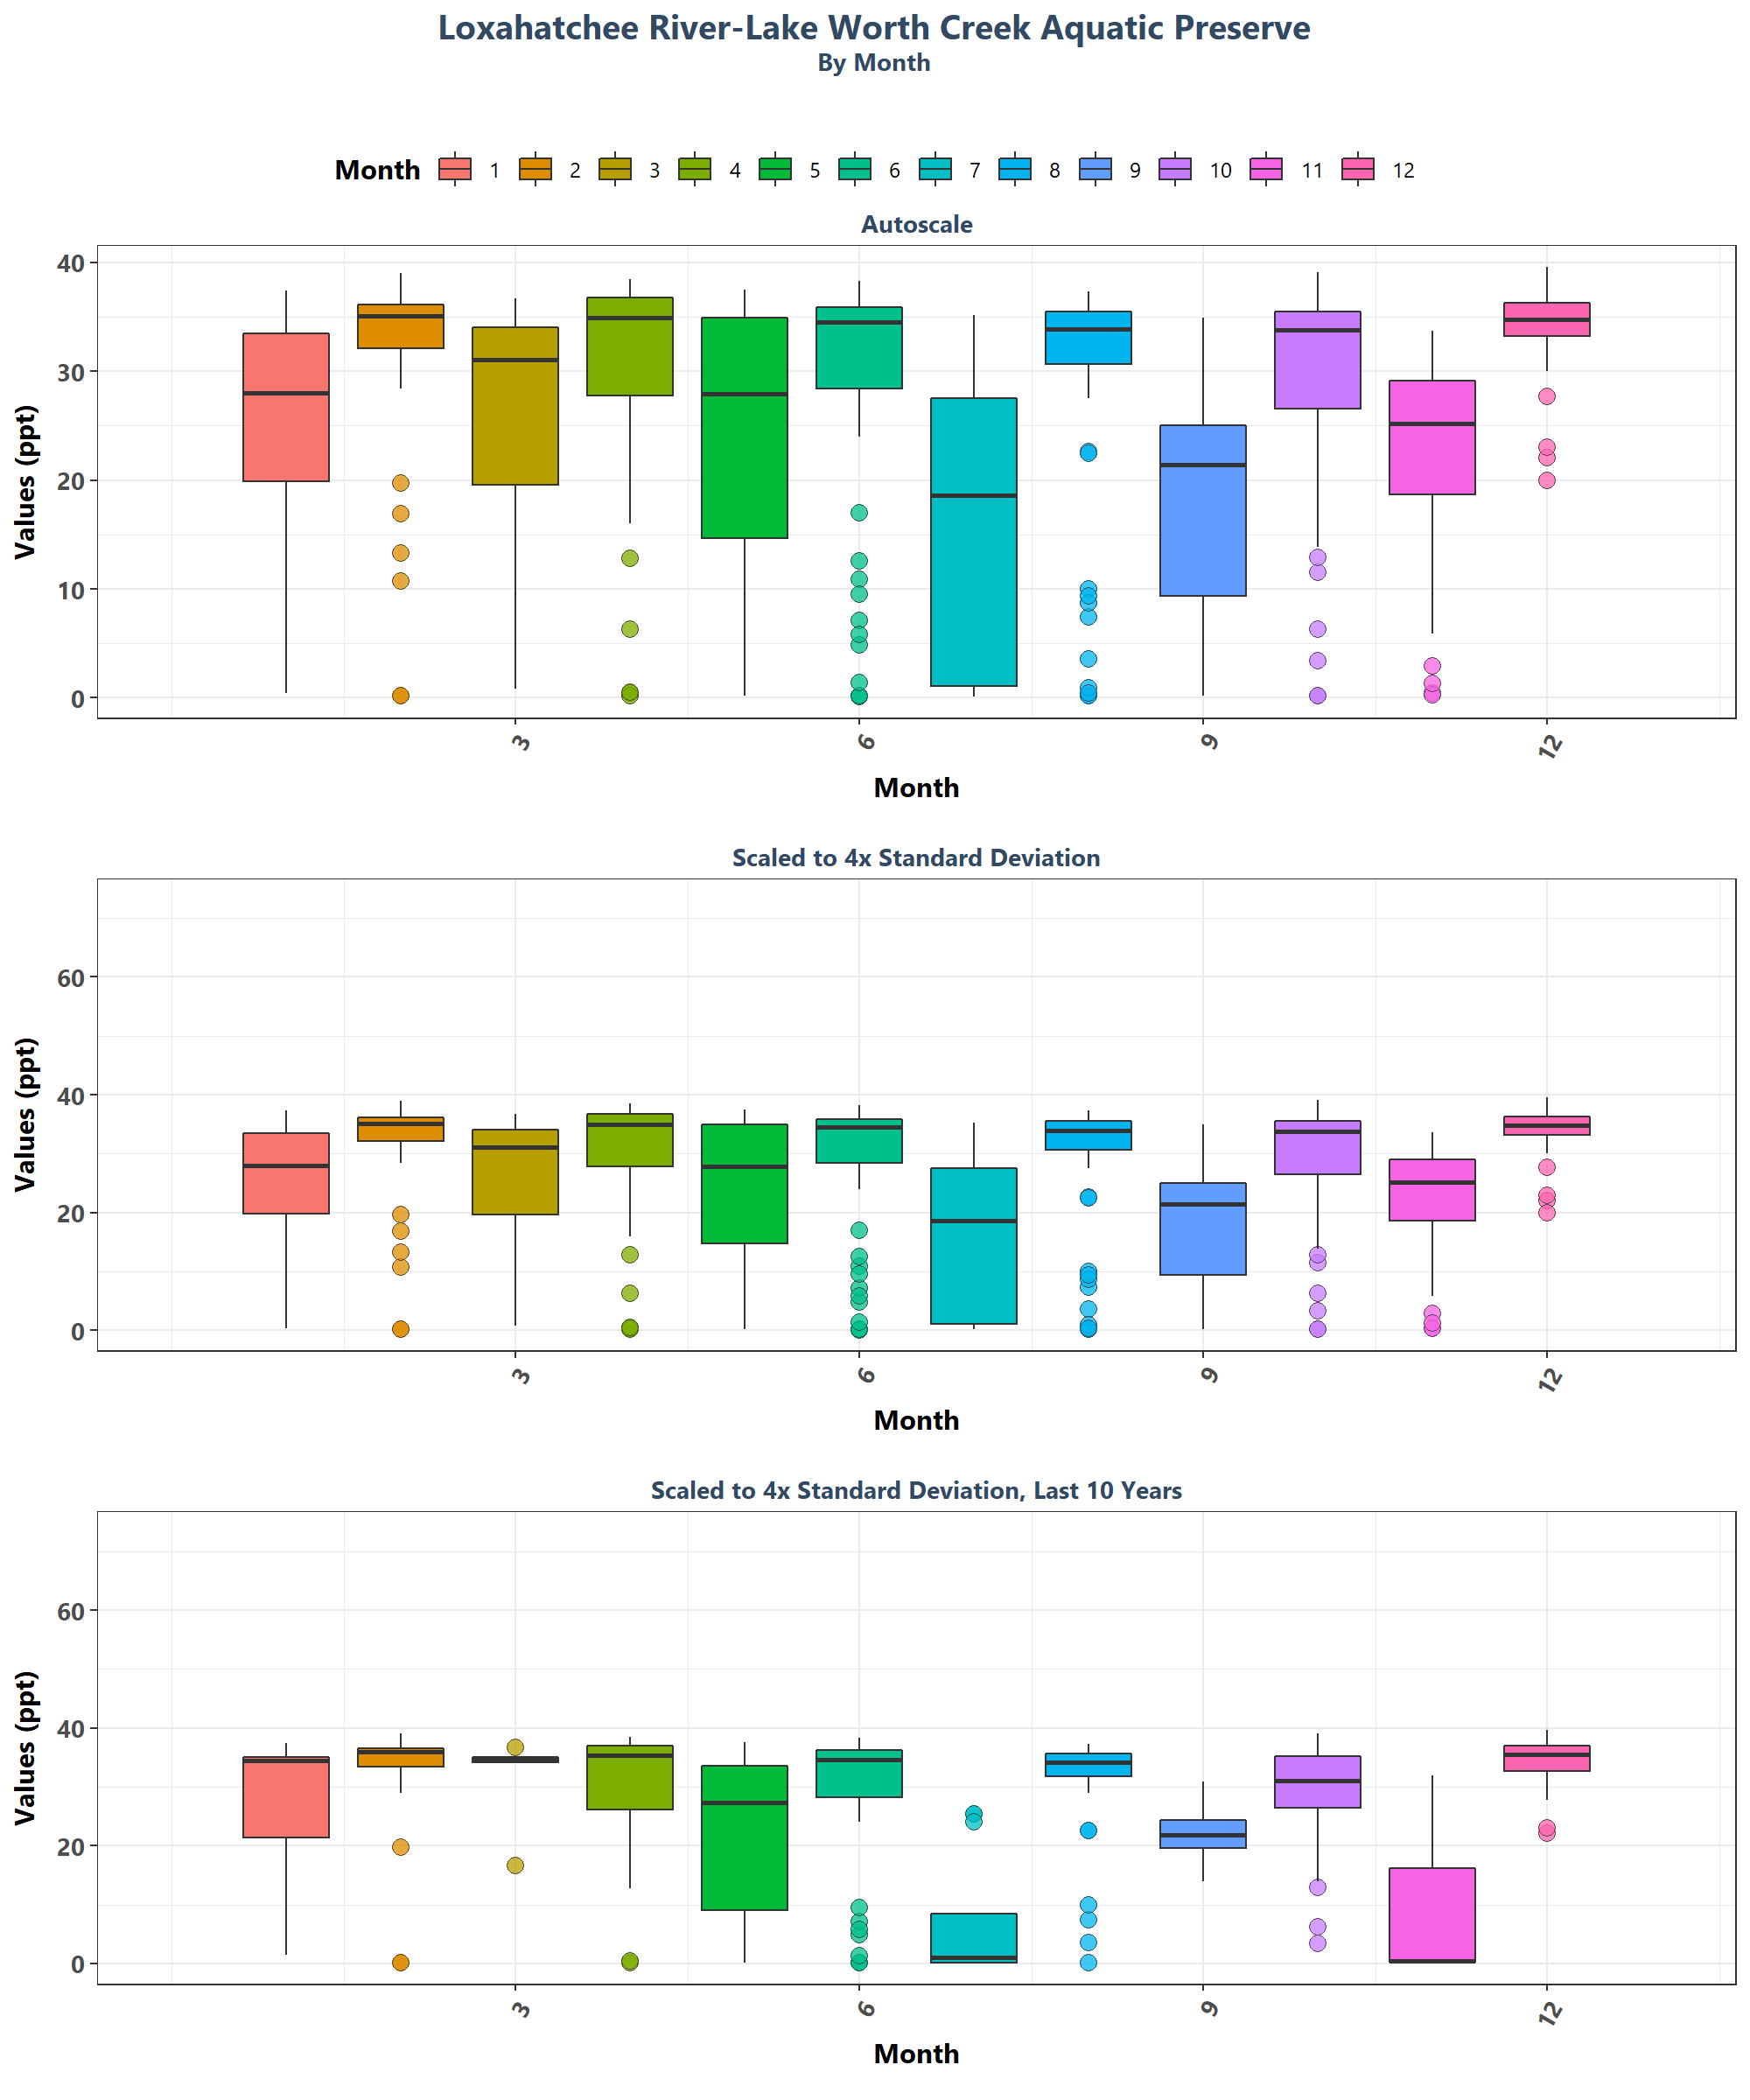 Loxahatchee River-Lake Worth Creek Aquatic Preserve
By Month
Month 1 2 3 4 5 6 7 8 9 10 11 12
Autoscale
Values (ppt)
40
30
20
10
0
3 6 9 12
Month
Scaled to 4x Standard Deviation
Values (ppt)
60
40
20
0
3 6 9 12
Month
Scaled to 4x Standard Deviation, Last 10 Years
Values (ppt)
60
40
20
0
3 6 9 12
Month